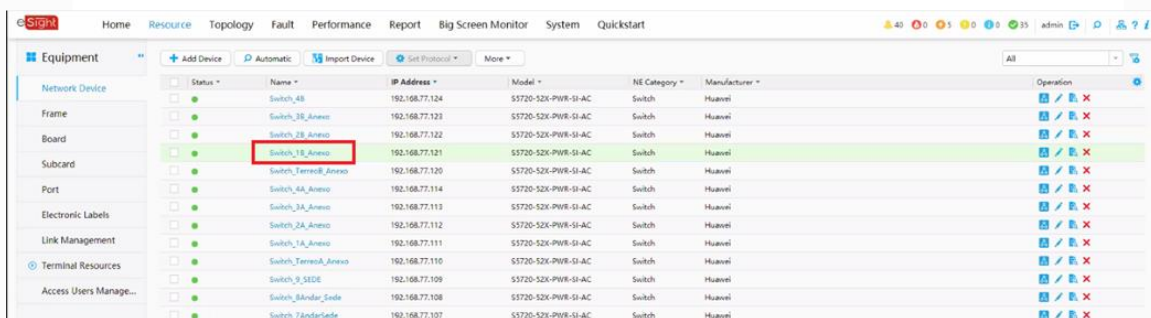 eSight Home Resource Topology Fault Performance Report Big Screen Monitor System Quickstart 40 0 5 0 0 35 admin
Equipment
Add Device Automatic Import Device Set Protocol More All
Status Name IP Address Model NE Category Manufacturer Operation
Network Device
Frame
Board
Subcard
Port
Electronic Labels
Link Management
Terminal Resources
Access Users Manage...
Switch_4B 192.168.77.124 S5720-52X-PWR-SI-AC Switch Huawei
Switch_3B_Anexo 192.168.77.123 S5720-52X-PWR-SI-AC Switch Huawei
Switch_2B_Anexo 192.168.77.122 S5720-52X-PWR-SI-AC Switch Huawei
Switch_1B_Anexo 192.168.77.121 S5720-52X-PWR-SI-AC Switch Huawei
Switch_TerreoB_Anexo 192.168.77.120 S5720-52X-PWR-SI-AC Switch Huawei
Switch_4A_Anexo 192.168.77.114 S5720-52X-PWR-SI-AC Switch Huawei
Switch_3A_Anexo 192.168.77.113 S5720-52X-PWR-SI-AC Switch Huawei
Switch_2A_Anexo 192.168.77.112 S5720-52X-PWR-SI-AC Switch Huawei
Switch_1A_Anexo 192.168.77.111 S5720-52X-PWR-SI-AC Switch Huawei
Switch_TerreoA_Anexo 192.168.77.110 S5720-52X-PWR-SI-AC Switch Huawei
Switch_9_SEDE 192.168.77.109 S5720-52X-PWR-SI-AC Switch Huawei
Switch_8Andar_Sede 192.168.77.108 S5720-52X-PWR-SI-AC Switch Huawei
Switch_7AndarSede 192.168.77.107 S5720-52X-PWR-SI-AC Switch Huawei